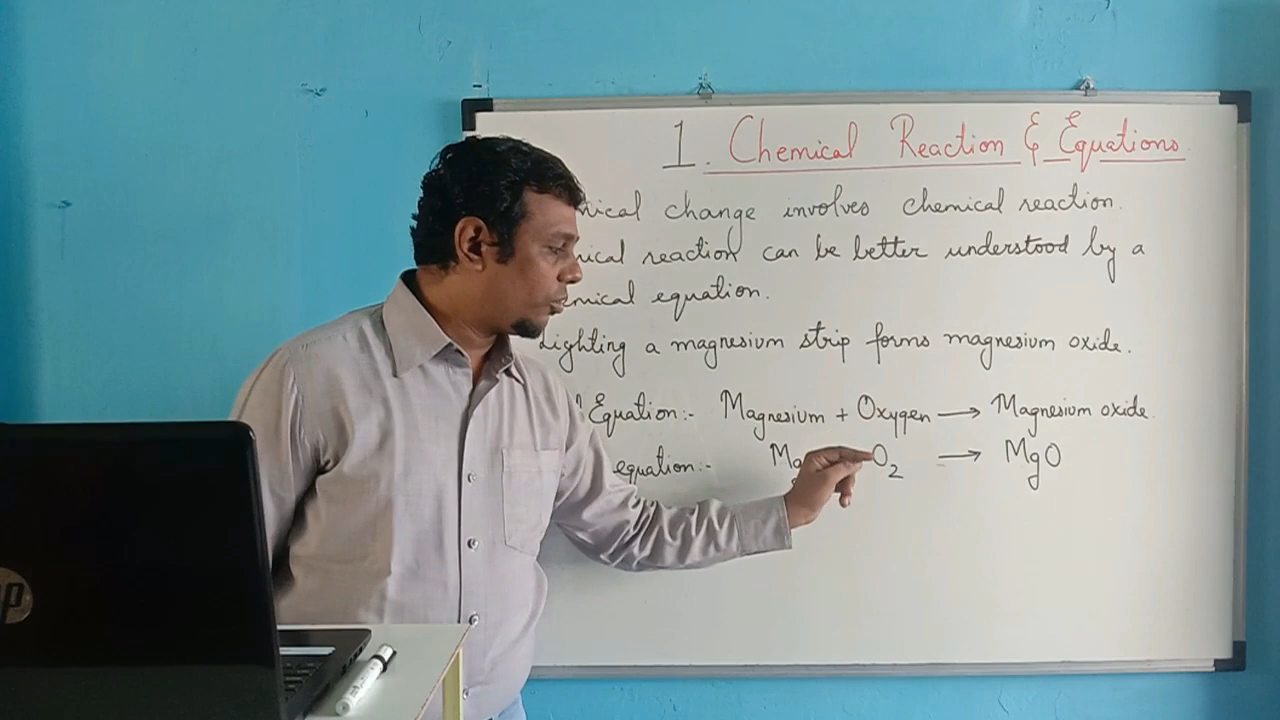 1. Chemical Reaction & Equations
change involves chemical reaction.
reaction can be better understood by a
equation.
Lighting a magnesium strip forms magnesium oxide.
Equation:- Magnesium + Oxygen → Magnesium oxide.
equation:- O2 → MgO
hp